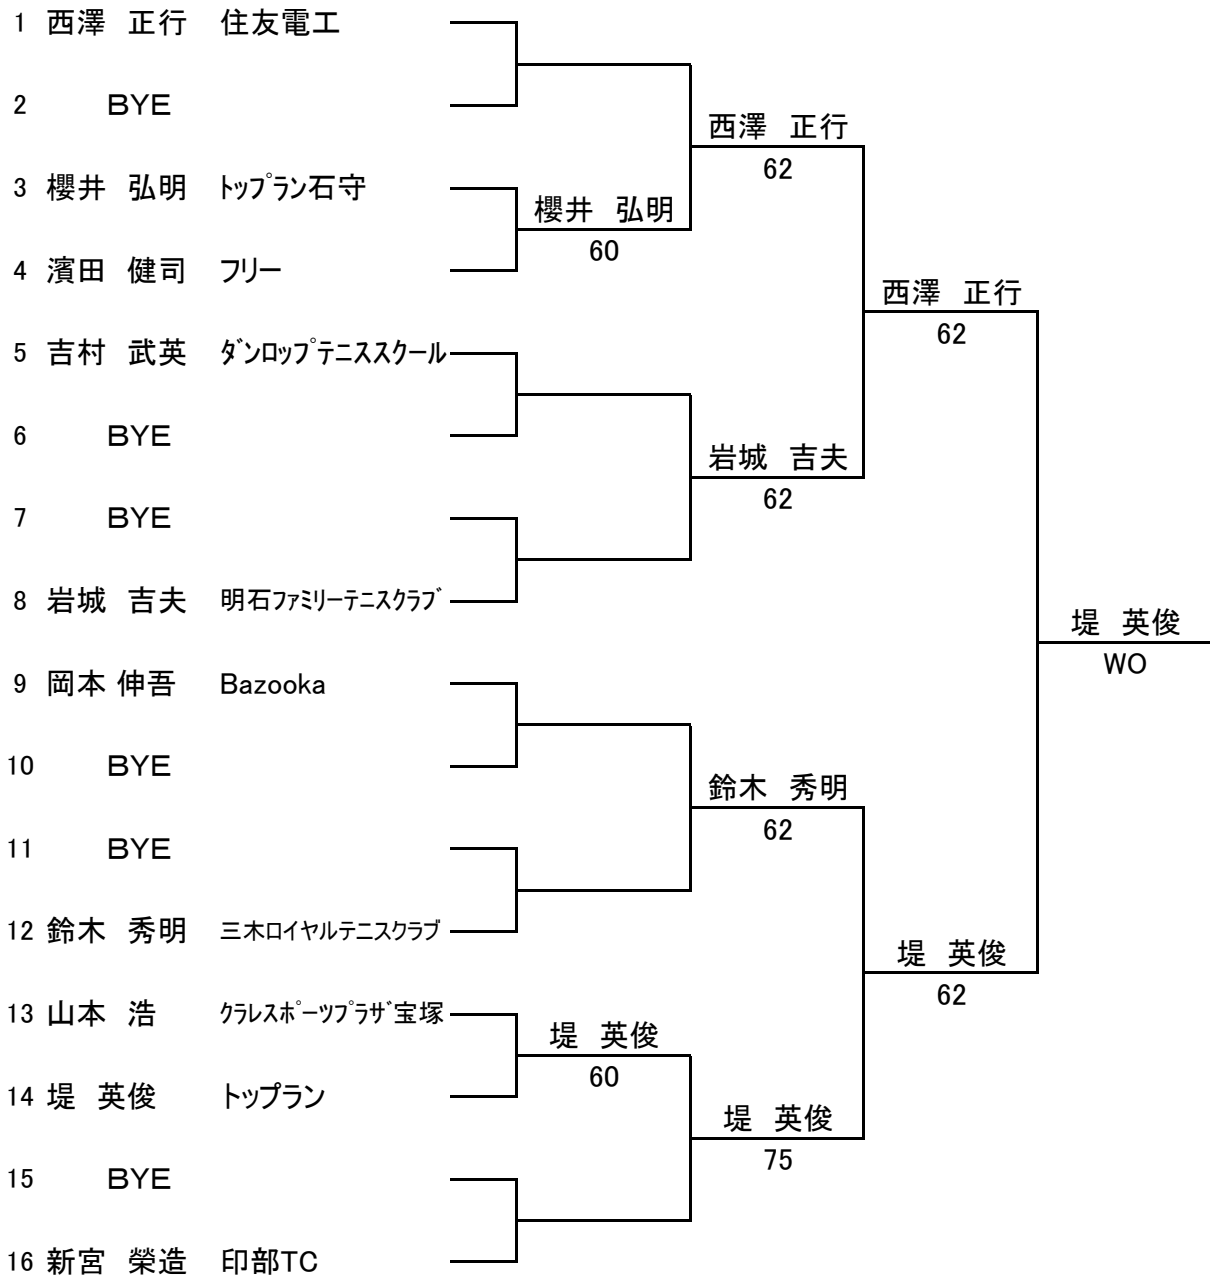 1 西澤 正行 住友電工
2 BYE
西澤 正行
62
3 櫻井 弘明 ﾄｯﾌﾟﾗﾝ石守
櫻井 弘明
60
4 濱田 健司 フリー
西澤 正行
62
5 吉村 武英 ﾀﾞﾝﾛｯﾌﾟﾃﾆｽｽｸｰﾙ
6 BYE
岩城 吉夫
62
7 BYE
8 岩城 吉夫 明石ﾌｧﾐﾘｰﾃﾆｽｸﾗﾌﾞ
堤 英俊
WO
9 岡本 伸吾 Bazooka
10 BYE
鈴木 秀明
62
11 BYE
12 鈴木 秀明 三木ロイヤルテニスクラブ
堤 英俊
62
13 山本 浩 ｸﾗﾚｽﾎﾟｰﾂﾌﾟﾗｻﾞ宝塚
堤 英俊
60
14 堤 英俊 トップラン
堤 英俊
75
15 BYE
16 新宮 榮造 印部TC